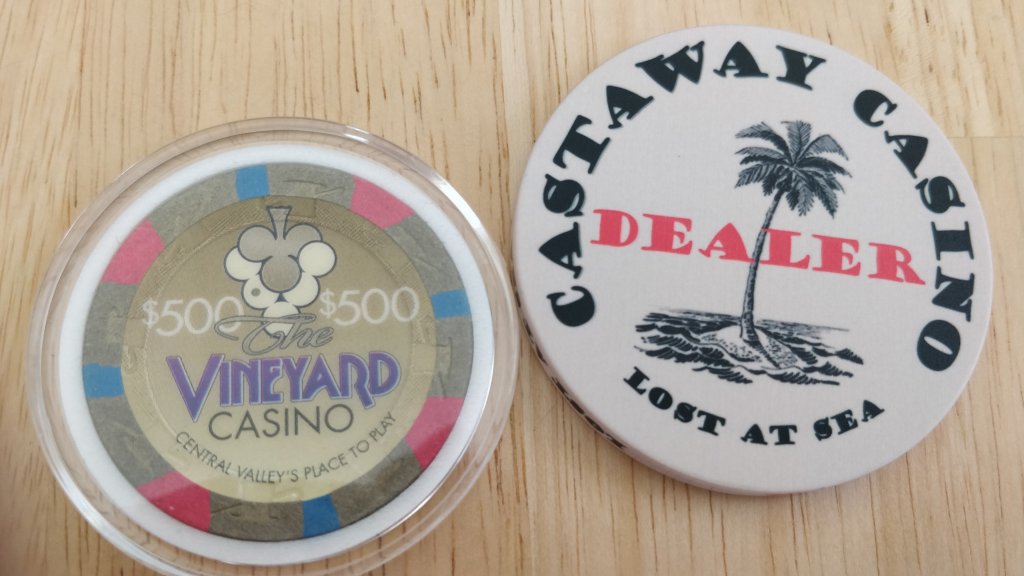 $500 $500
The
VINEYARD
CASINO
CENTRAL VALLEY'S PLACE TO PLAY
CASTAWAY CASINO
DEALER
LOST AT SEA